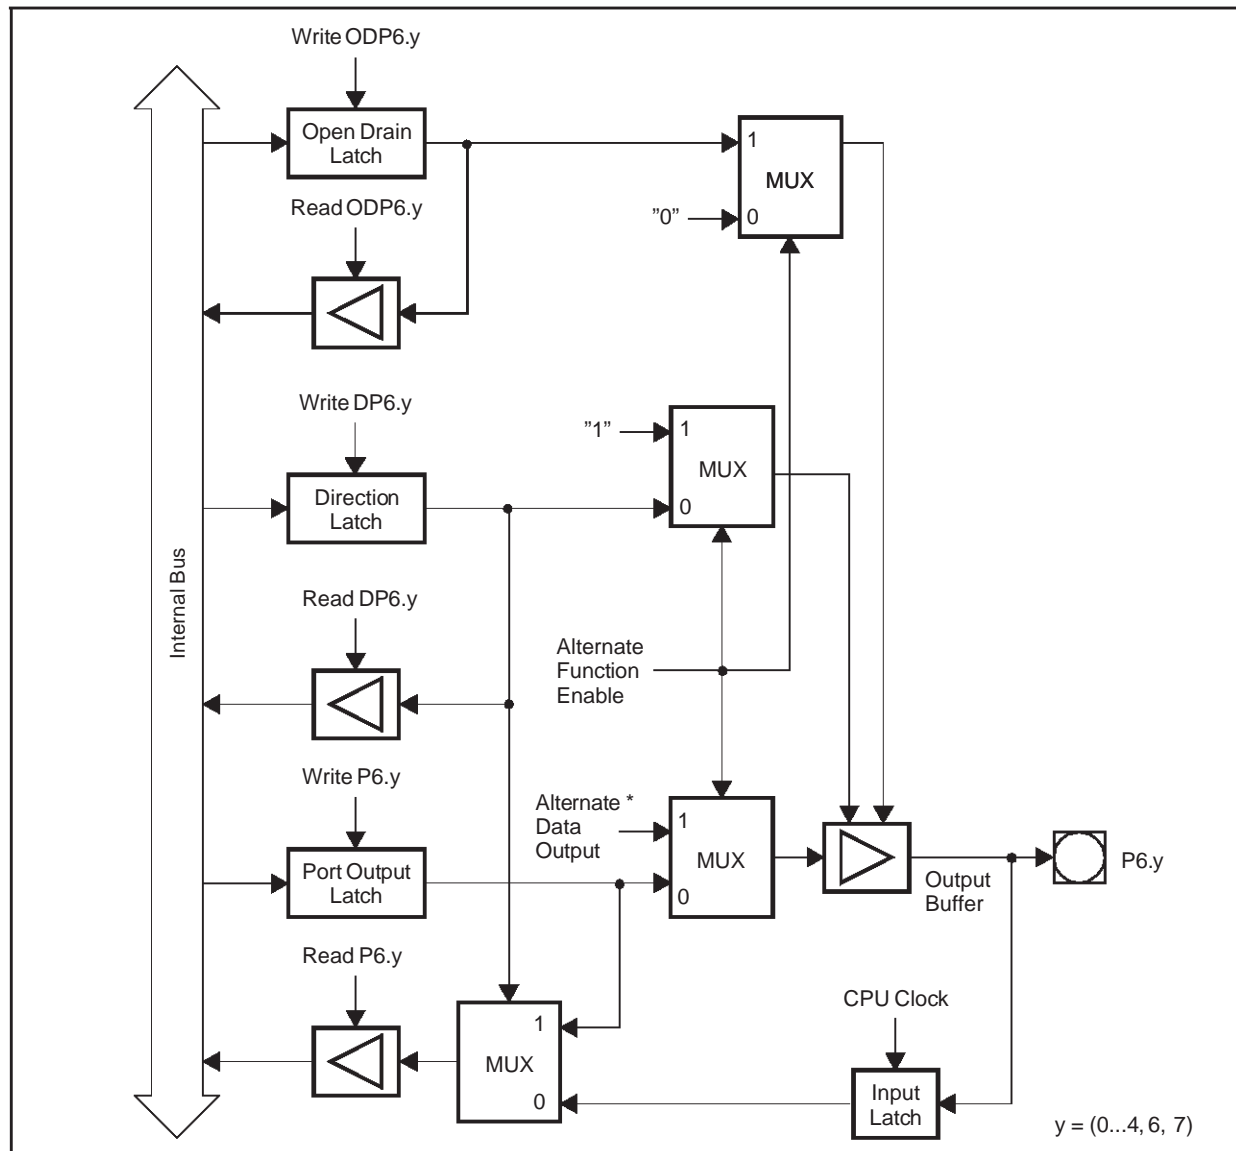 Write ODP6.y
Open Drain
Latch
1
MUX
Read ODP6.y
”0”
0
Write DP6.y
”1”
1
MUX
Direction
Latch
0
Internal Bus
Read DP6.y
Alternate
Function
Enable
Write P6.y
Alternate *
Data
Output
1
MUX
Port Output
Latch
0
Output
Buffer
P6.y
Read P6.y
CPU Clock
1
MUX
0
Input
Latch
y = (0...4, 6, 7)